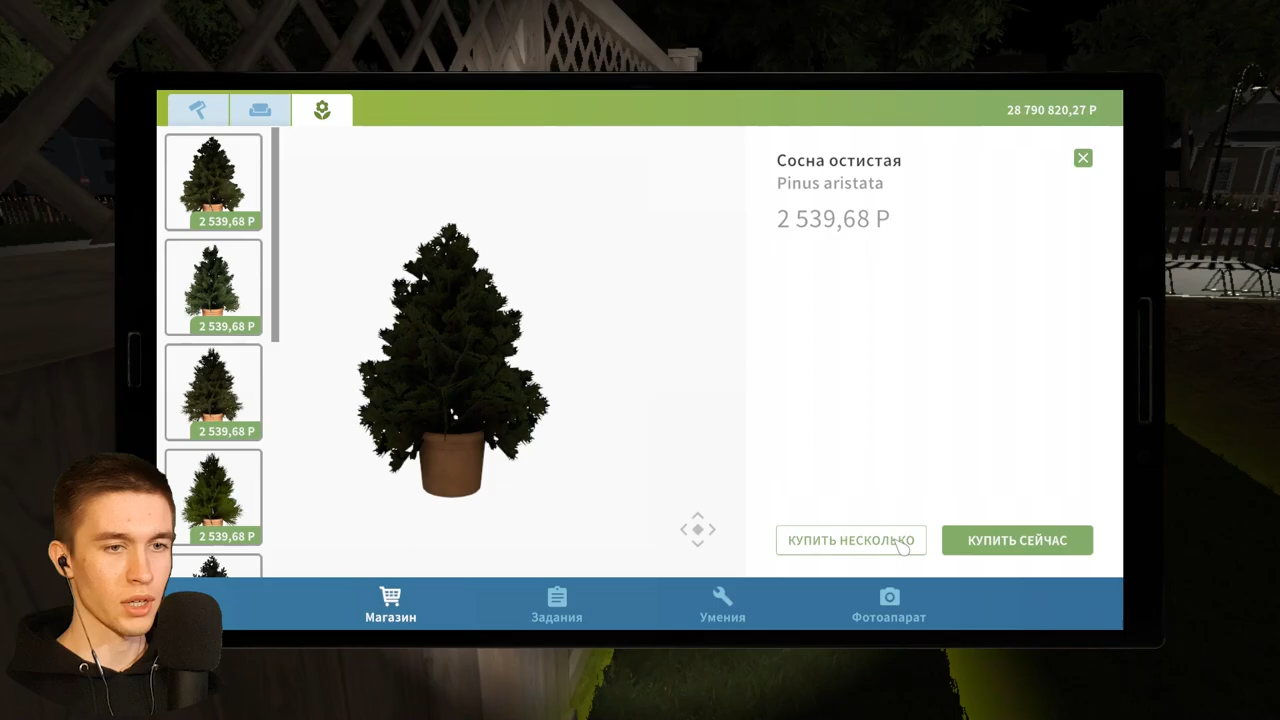 28 790 820,27 Р
2 539,68 Р
2 539,68 Р
2 539,68 Р
2 539,68 Р
Сосна остистая
Pinus aristata
2 539,68 Р
КУПИТЬ НЕСКОЛЬКО
КУПИТЬ СЕЙЧАС
Магазин
Задания
Умения
Фотоапарат